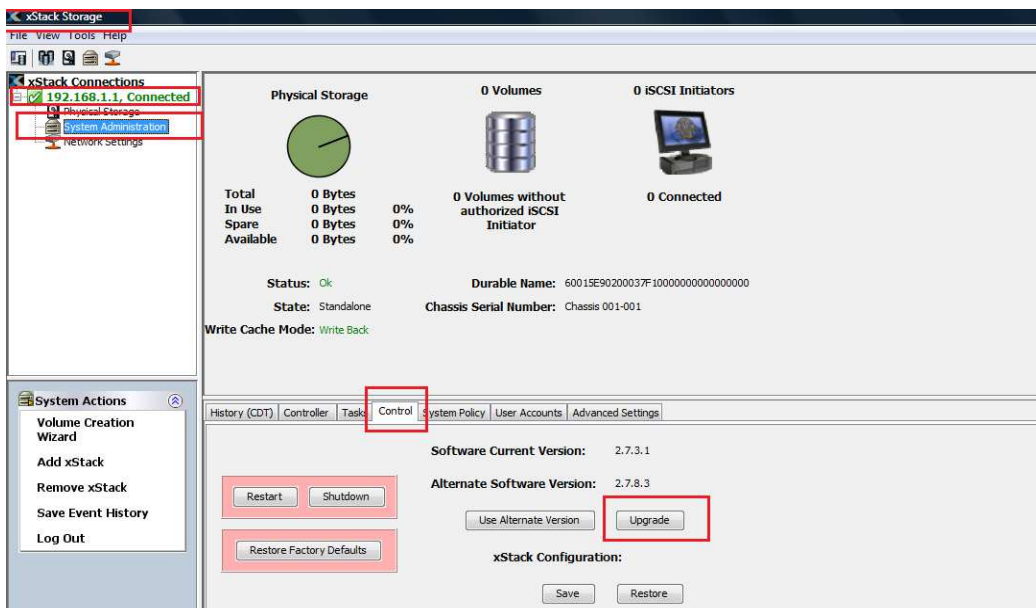 xStack Storage
File View Tools Help
xStack Connections
192.168.1.1, Connected
Physical Storage
System Administration
Network Settings
Physical Storage
0 Volumes
0 iSCSI Initiators
Total 0 Bytes
In Use 0 Bytes 0%
Spare 0 Bytes 0%
Available 0 Bytes 0%
0 Volumes without
authorized iSCSI
Initiator
0 Connected
Status: Ok
Durable Name: 60015E90200037F10000000000000000
State: Standalone
Chassis Serial Number: Chassis 001-001
Write Cache Mode: Write Back
System Actions
Volume Creation
Wizard
Add xStack
Remove xStack
Save Event History
Log Out
History (CDT) Controller Tasks Control System Policy User Accounts Advanced Settings
Software Current Version: 2.7.3.1
Alternate Software Version: 2.7.8.3
Restart Shutdown
Use Alternate Version Upgrade
Restore Factory Defaults
xStack Configuration:
Save Restore